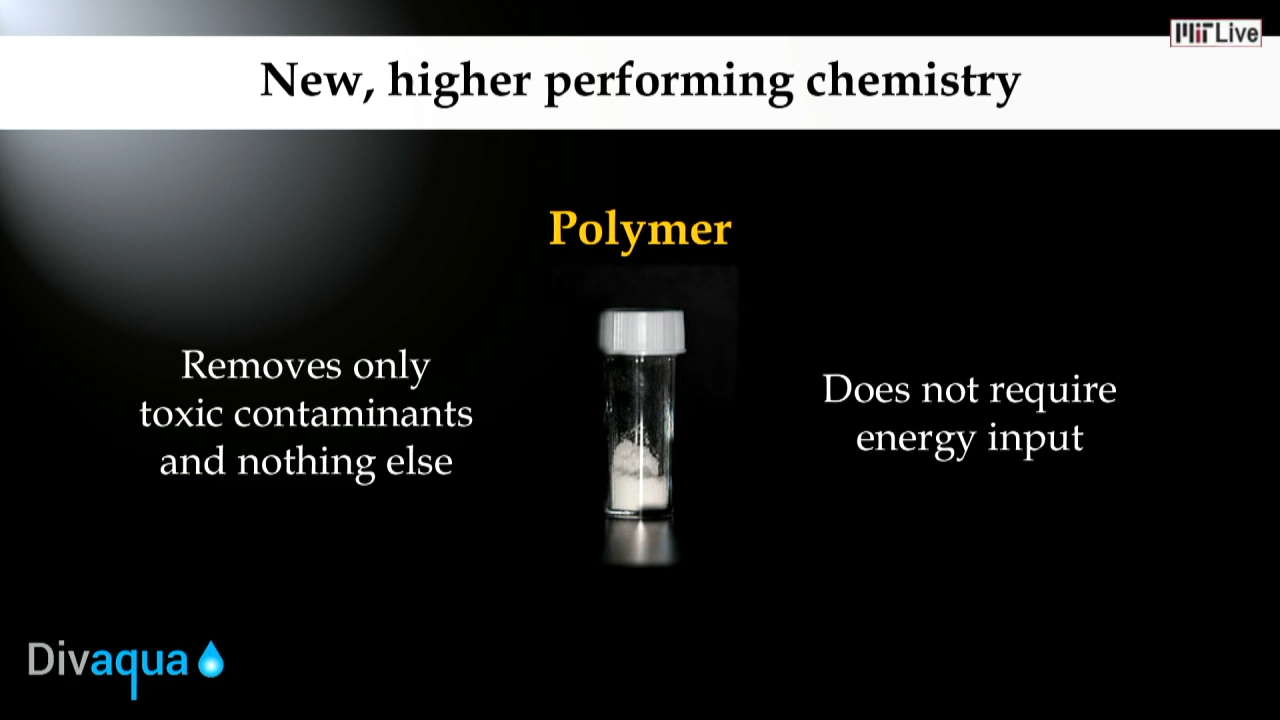 MIT Live
New, higher performing chemistry
Polymer
Removes only
toxic contaminants
and nothing else
Does not require
energy input
Divaqua